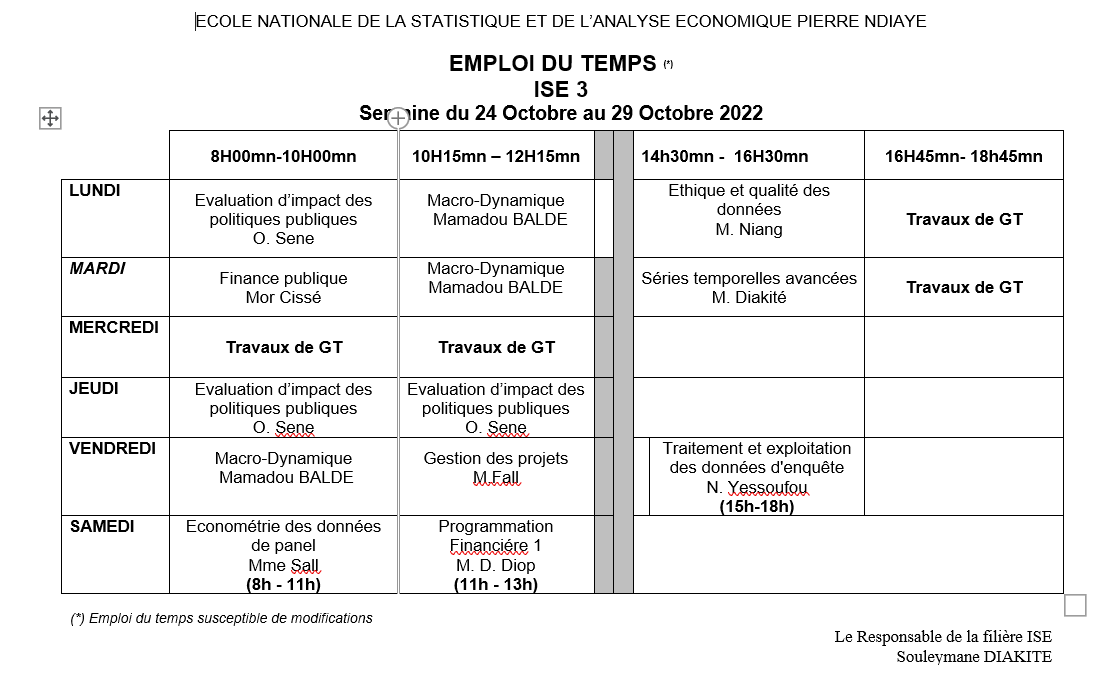 ECOLE NATIONALE DE LA STATISTIQUE ET DE L’ANALYSE ECONOMIQUE PIERRE NDIAYE
EMPLOI DU TEMPS (*)
ISE 3
Semaine du 24 Octobre au 29 Octobre 2022
8H00mn-10H00mn
10H15mn – 12H15mn
14h30mn - 16H30mn
16H45mn- 18h45mn
LUNDI
Evaluation d’impact des
politiques publiques
O. Sene
Macro-Dynamique
Mamadou BALDE
Ethique et qualité des
données
M. Niang
Travaux de GT
MARDI
Finance publique
Mor Cissé
Macro-Dynamique
Mamadou BALDE
Séries temporelles avancées
M. Diakité
Travaux de GT
MERCREDI
Travaux de GT
Travaux de GT
JEUDI
Evaluation d’impact des
politiques publiques
O. Sene
Evaluation d’impact des
politiques publiques
O. Sene
VENDREDI
Macro-Dynamique
Mamadou BALDE
Gestion des projets
M.Fall
Traitement et exploitation
des données d'enquête
N. Yessoufou
(15h-18h)
SAMEDI
Econométrie des données
de panel
Mme Sall
(8h - 11h)
Programmation
Financiére 1
M. D. Diop
(11h - 13h)
(*) Emploi du temps susceptible de modifications
Le Responsable de la filière ISE
Souleymane DIAKITE